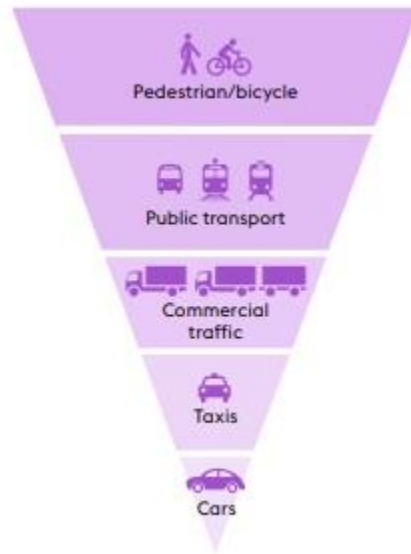 Pedestrian/bicycle
Public transport
Commercial
traffic
Taxis
Cars